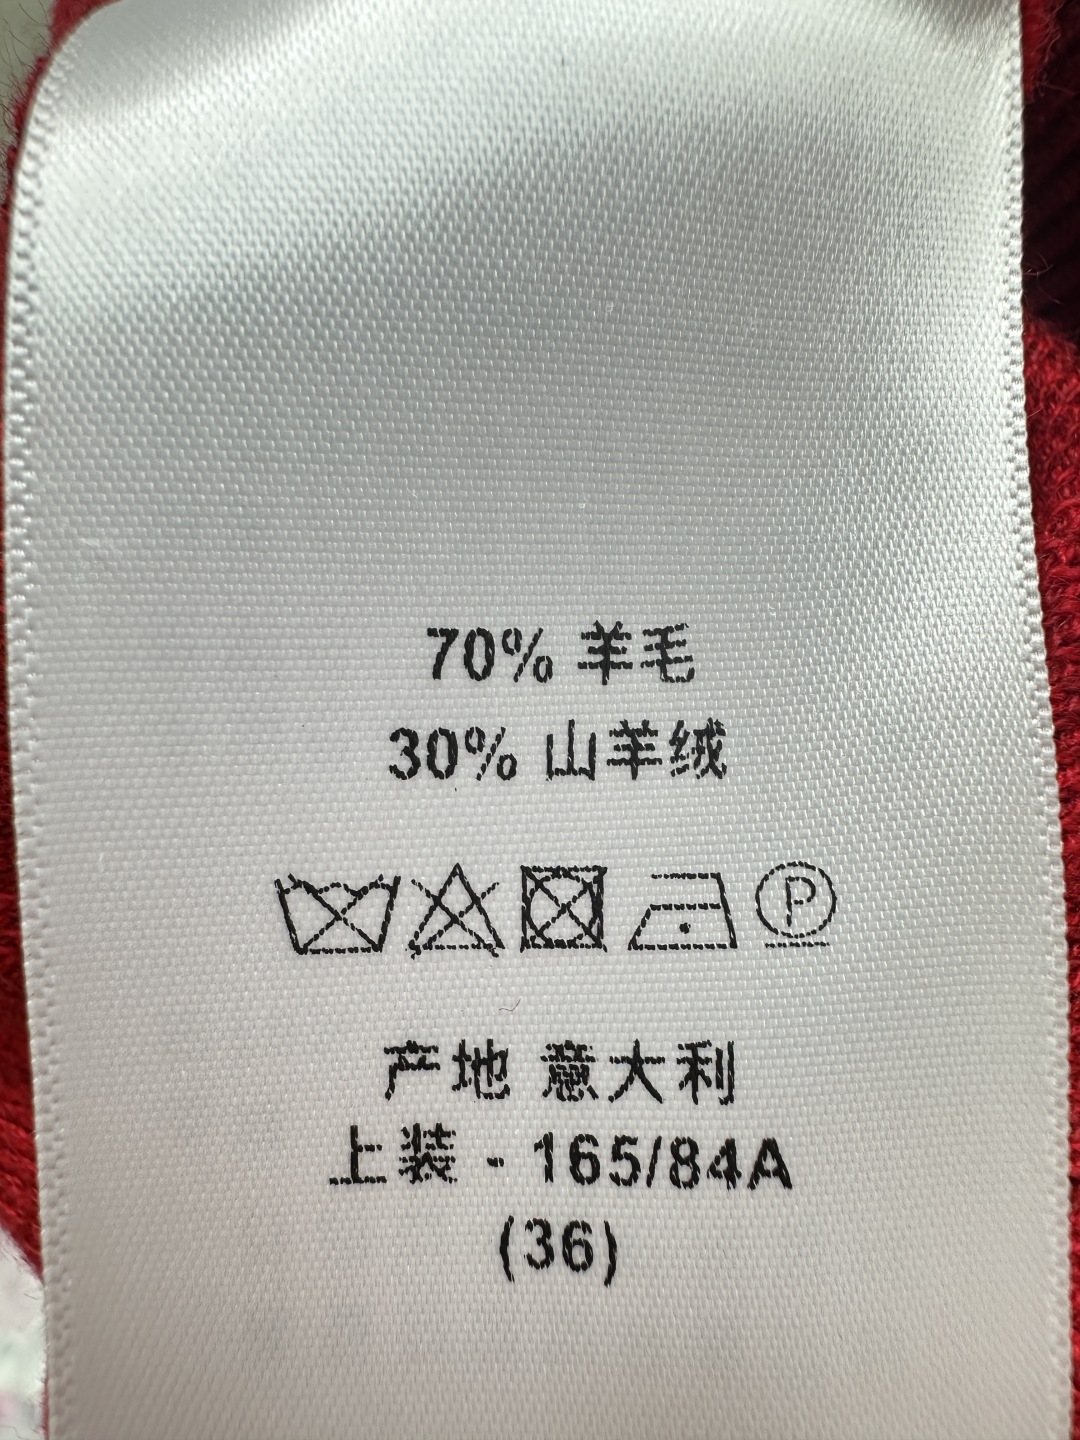 70% 羊毛
30% 山羊绒
P
产地 意大利
上装 - 165/84A
(36)